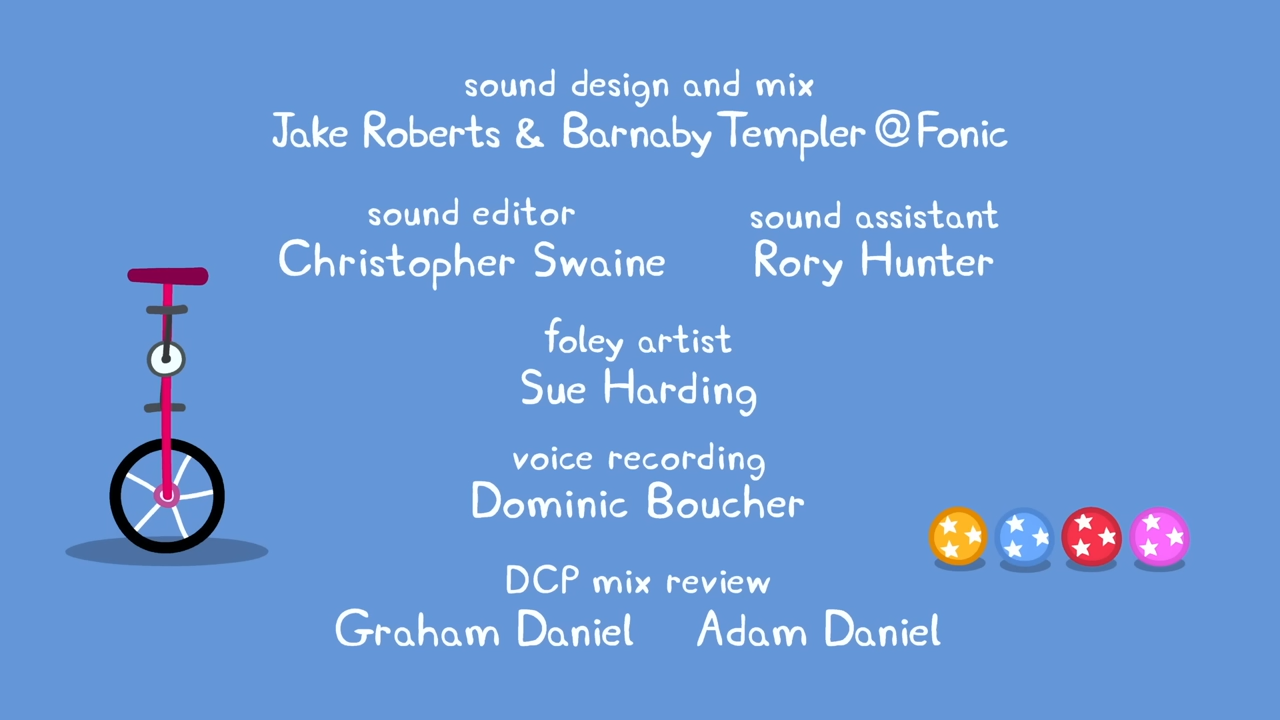 sound design and mix
Jake Roberts & Barnaby Templer @ Fonic
sound editor
Christopher Swaine
sound assistant
Rory Hunter
foley artist
Sue Harding
voice recording
Dominic Boucher
DCP mix review
Graham Daniel Adam Daniel